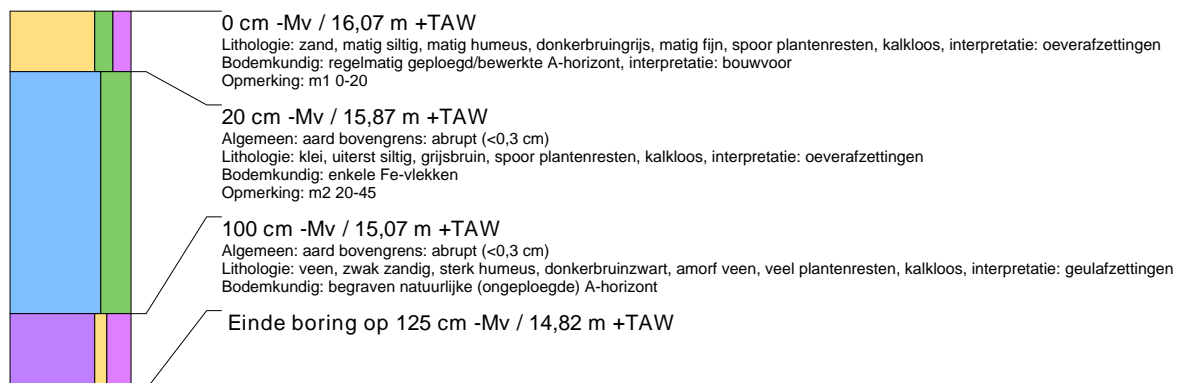 0 cm -Mv / 16,07 m +TAW
Lithologie: zand, matig siltig, matig humeus, donkerbruingrijs, matig fijn, spoor plantenresten, kalkloos, interpretatie: oeverafzettingen
Bodemkundig: regelmatig geploegd/bewerkte A-horizont, interpretatie: bouwvoor
Opmerking: m1 0-20
20 cm -Mv / 15,87 m +TAW
Algemeen: aard bovengrens: abrupt (<0,3 cm)
Lithologie: klei, uiterst siltig, grijsbruin, spoor plantenresten, kalkloos, interpretatie: oeverafzettingen
Bodemkundig: enkele Fe-vlekken
Opmerking: m2 20-45
100 cm -Mv / 15,07 m +TAW
Algemeen: aard bovengrens: abrupt (<0,3 cm)
Lithologie: veen, zwak zandig, sterk humeus, donkerbruinzwart, amorf veen, veel plantenresten, kalkloos, interpretatie: geulafzettingen
Bodemkundig: begraven natuurlijke (ongeploegde) A-horizont
Einde boring op 125 cm -Mv / 14,82 m +TAW